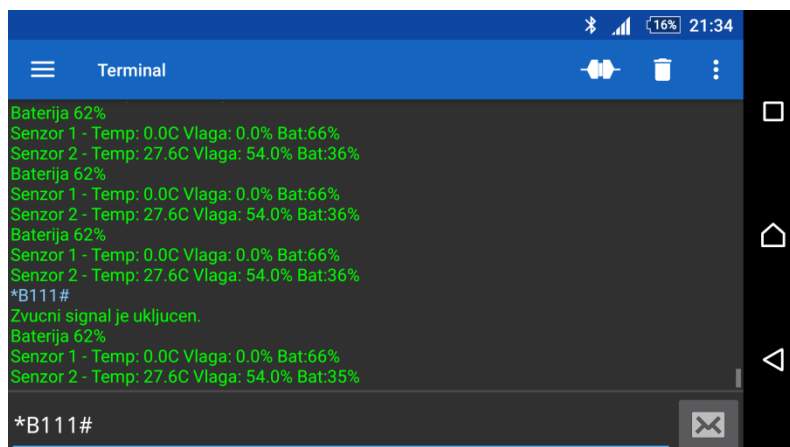 16% 21:34
Terminal
Baterija 62%
Senzor 1 - Temp: 0.0C Vlaga: 0.0% Bat:66%
Senzor 2 - Temp: 27.6C Vlaga: 54.0% Bat:36%
Baterija 62%
Senzor 1 - Temp: 0.0C Vlaga: 0.0% Bat:66%
Senzor 2 - Temp: 27.6C Vlaga: 54.0% Bat:36%
Baterija 62%
Senzor 1 - Temp: 0.0C Vlaga: 0.0% Bat:66%
Senzor 2 - Temp: 27.6C Vlaga: 54.0% Bat:36%
*B111#
Zvucni signal je ukljucen.
Baterija 62%
Senzor 1 - Temp: 0.0C Vlaga: 0.0% Bat:66%
Senzor 2 - Temp: 27.6C Vlaga: 54.0% Bat:35%
*B111#